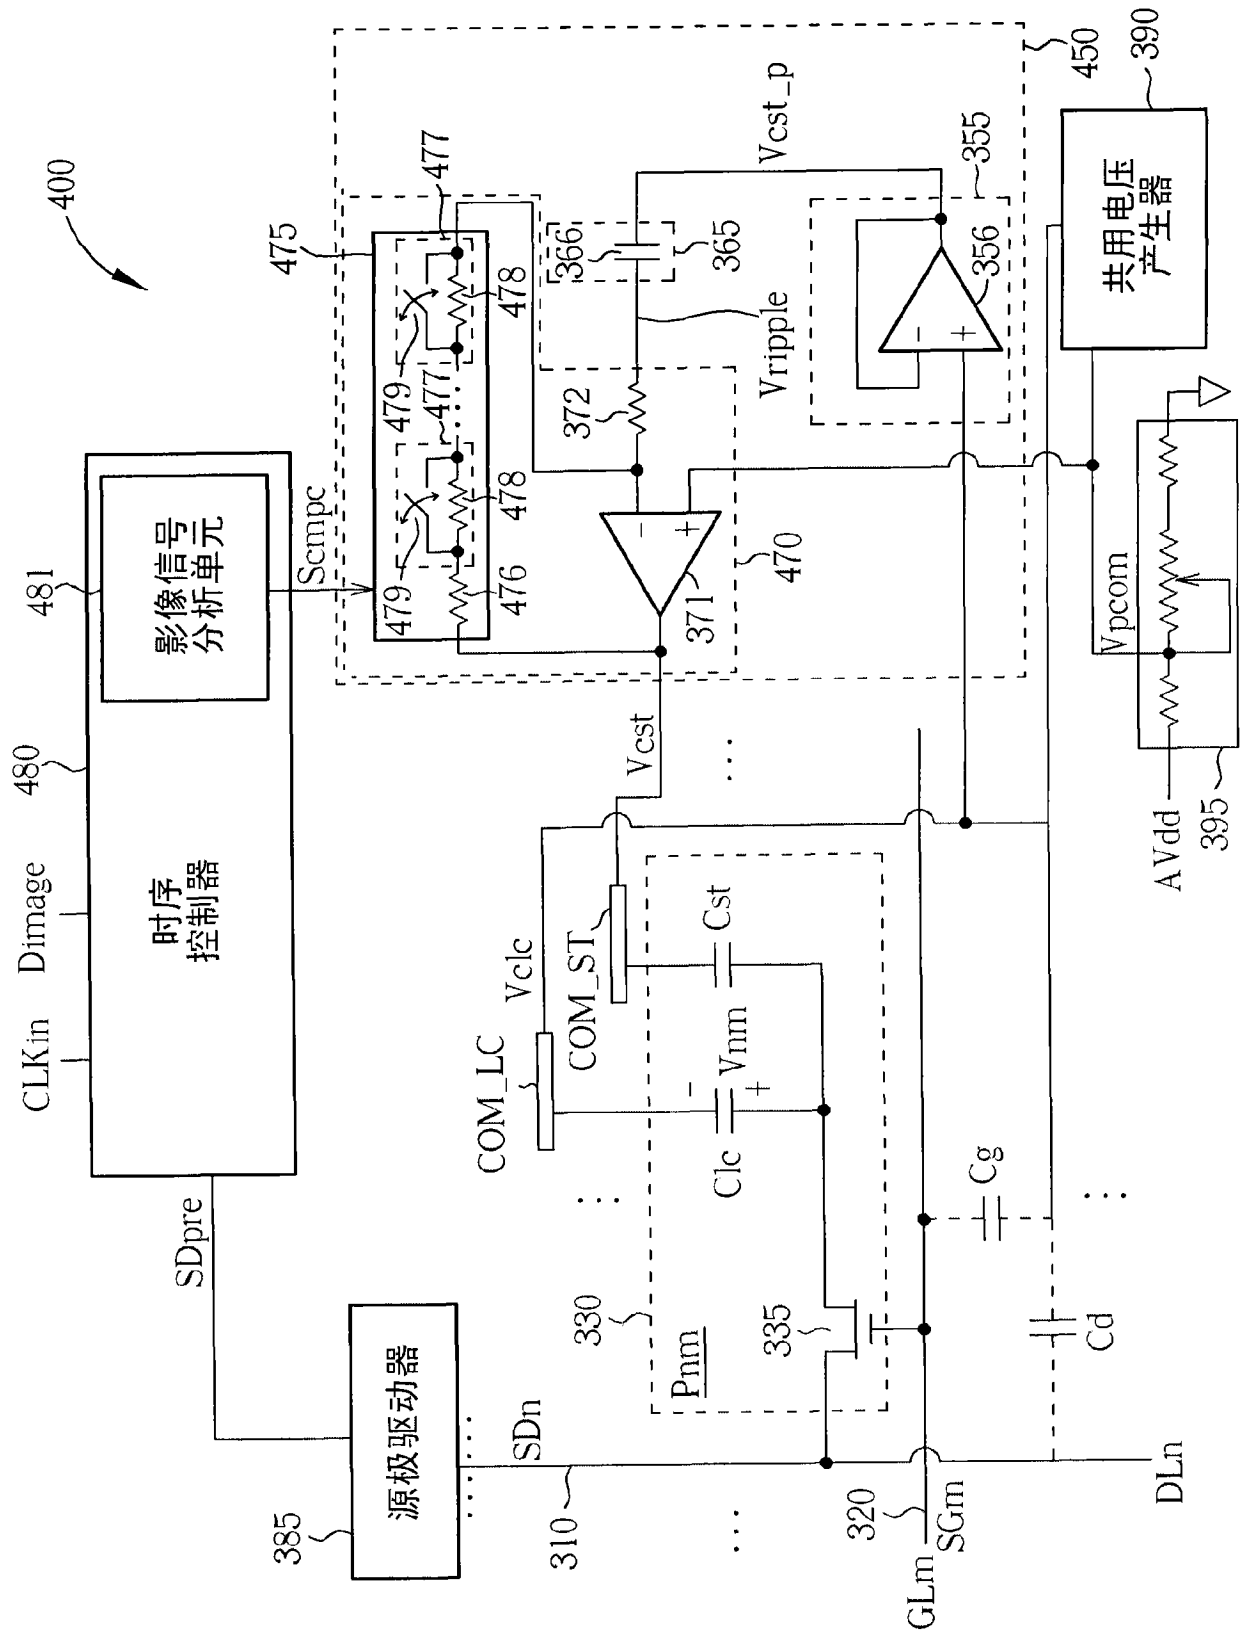 400
CLKin
Dimage
480
481
时序
控制器
影像信号
分析单元
SDpre
Scmpc
385
源极驱动器
475
477
479
478
477
479
478
476
450
470
371
372
Vripple
366
365
Vcst_p
355
356
-
+
-
+
390
共用电压
产生器
Vcst
Vclc
COM_LC
COM_ST
SDn
310
330
Pnm
335
Clc
-
Vnm
+
Cst
Vpcom
AVdd
395
Cg
Cd
320
GLm
SGm
DLn